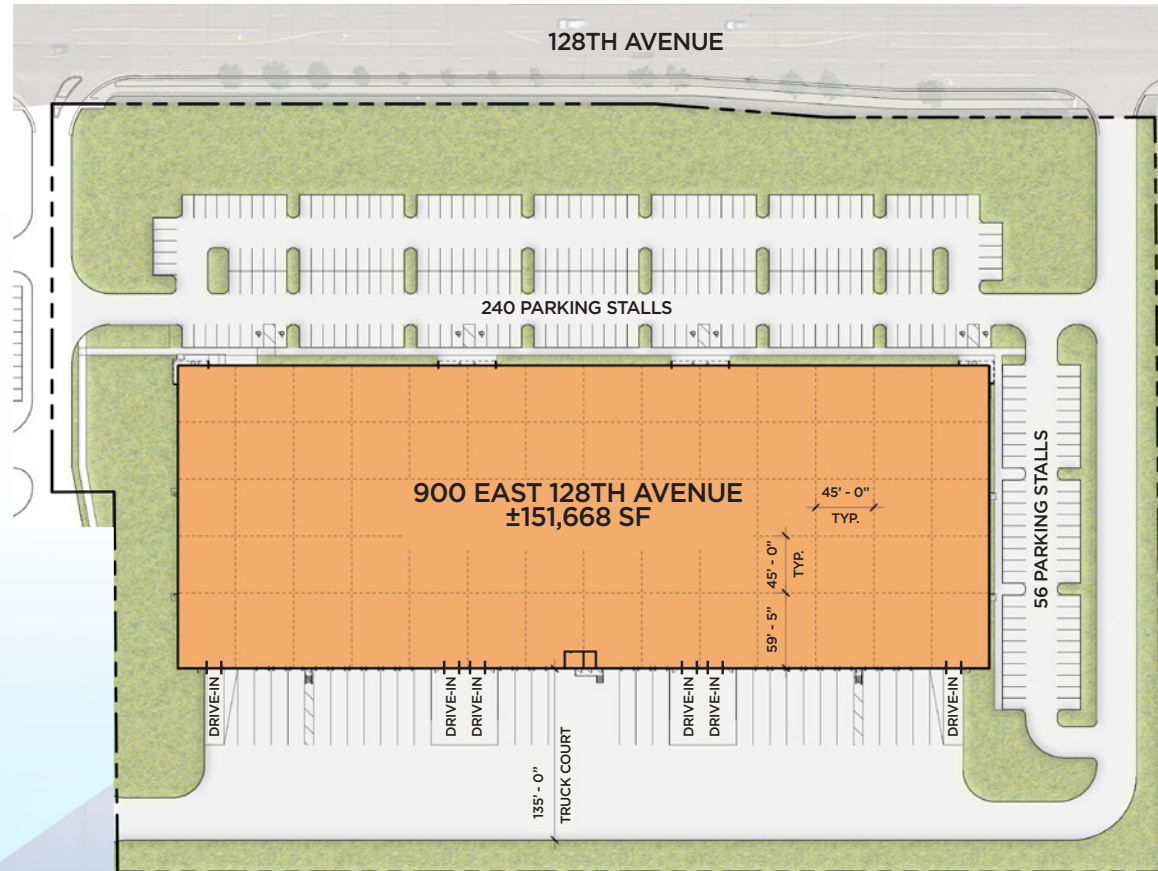 128TH AVENUE
240 PARKING STALLS
900 EAST 128TH AVENUE
±151,668 SF
45' - 0"
TYP.
45' - 0"
TYP.
59' - 5"
56 PARKING STALLS
DRIVE-IN
DRIVE-IN
DRIVE-IN
DRIVE-IN
DRIVE-IN
DRIVE-IN
135' - 0"
TRUCK COURT